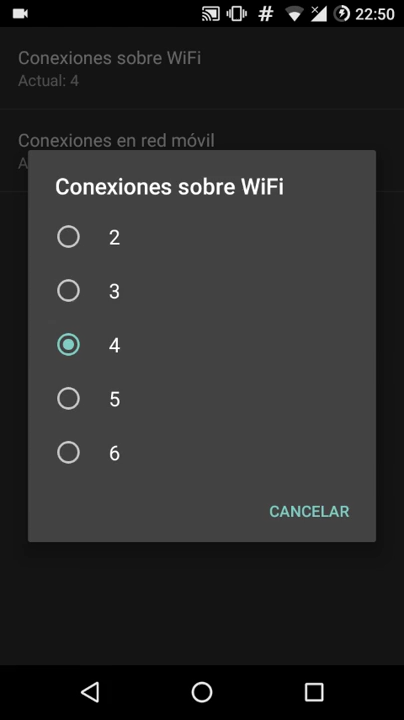 22:50
Conexiones sobre WiFi
Actual: 4
Conexiones en red móvil
A
Conexiones sobre WiFi
2
3
4
5
6
CANCELAR